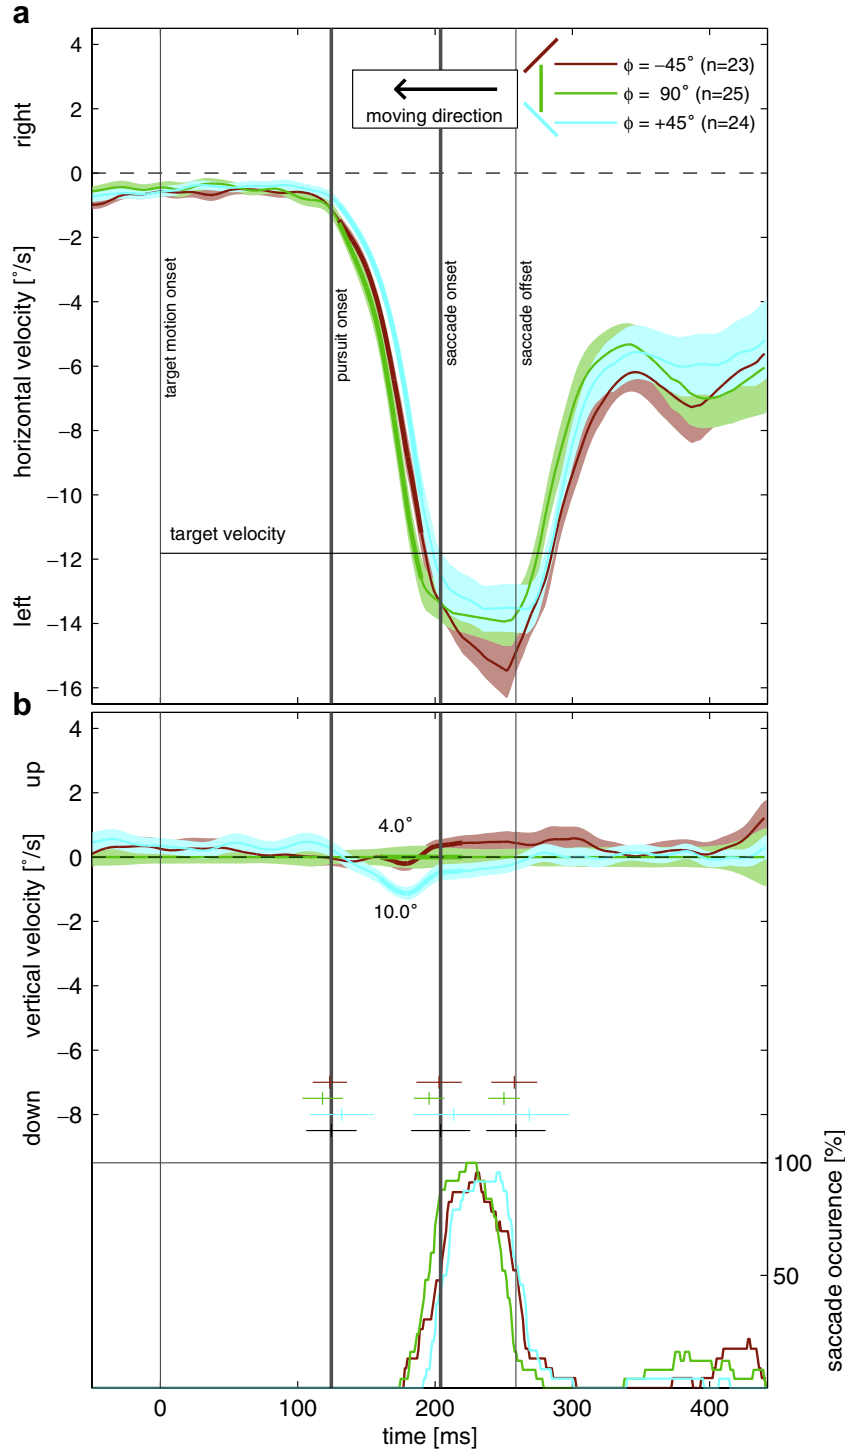 a
4
2
0
−2
−4
−6
−8
−10
−12
−14
−16
right
horizontal velocity [°/s]
left
moving direction
ϕ = −45° (n=23)
ϕ = 90° (n=25)
ϕ = +45° (n=24)
target motion onset
pursuit onset
saccade onset
saccade offset
target velocity
b
4
2
0
−2
−4
−6
−8
up
vertical velocity [°/s]
down
4.0°
10.0°
100
50
saccade occurence [%]
0
100
200
300
400
time [ms]